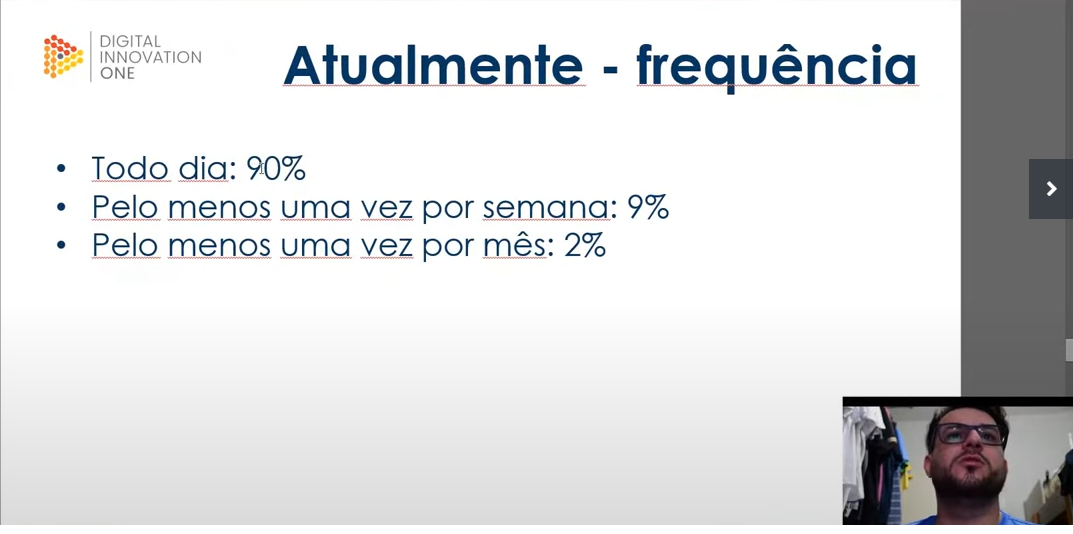 DIGITAL
INNOVATION
ONE
Atualmente - frequência
• Todo dia: 90%
• Pelo menos uma vez por semana: 9%
• Pelo menos uma vez por mês: 2%